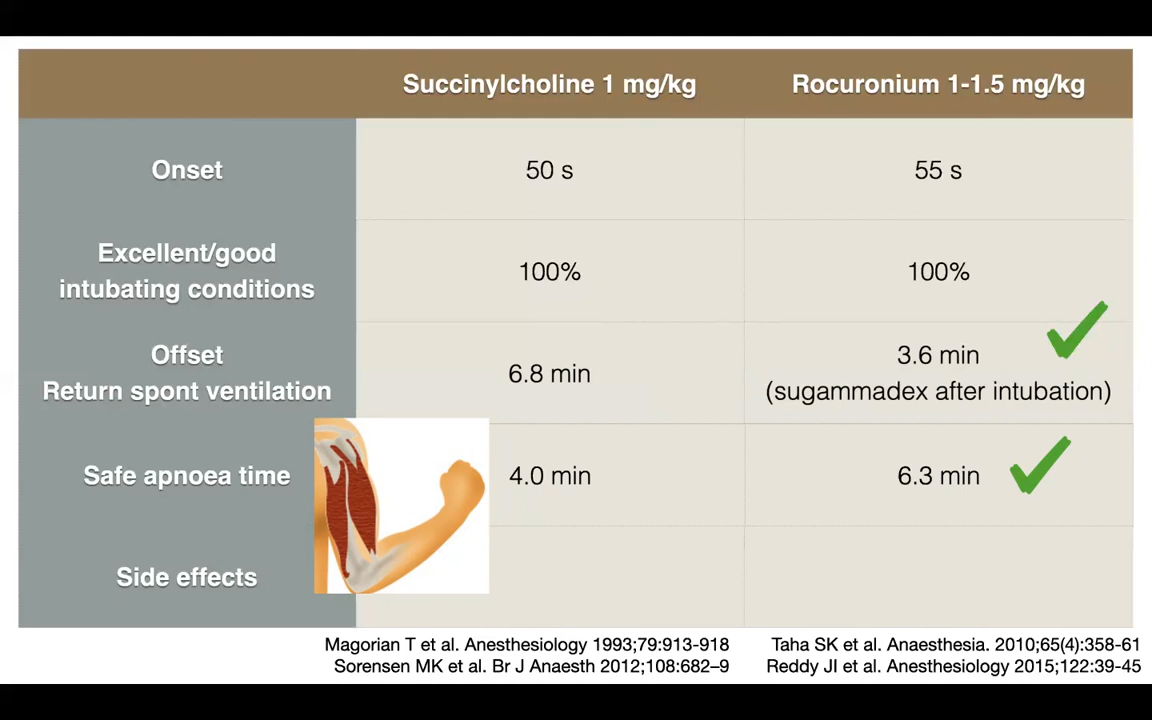 Succinylcholine 1 mg/kg Rocuronium 1-1.5 mg/kg
Onset 50 s 55 s
Excellent/good
intubating conditions 100% 100%
Offset
Return spont ventilation 6.8 min 3.6 min
(sugammadex after intubation)
Safe apnoea time 4.0 min 6.3 min
Side effects
Magorian T et al. Anesthesiology 1993;79:913-918
Sorensen MK et al. Br J Anaesth 2012;108:682–9
Taha SK et al. Anaesthesia. 2010;65(4):358-61
Reddy JI et al. Anesthesiology 2015;122:39-45